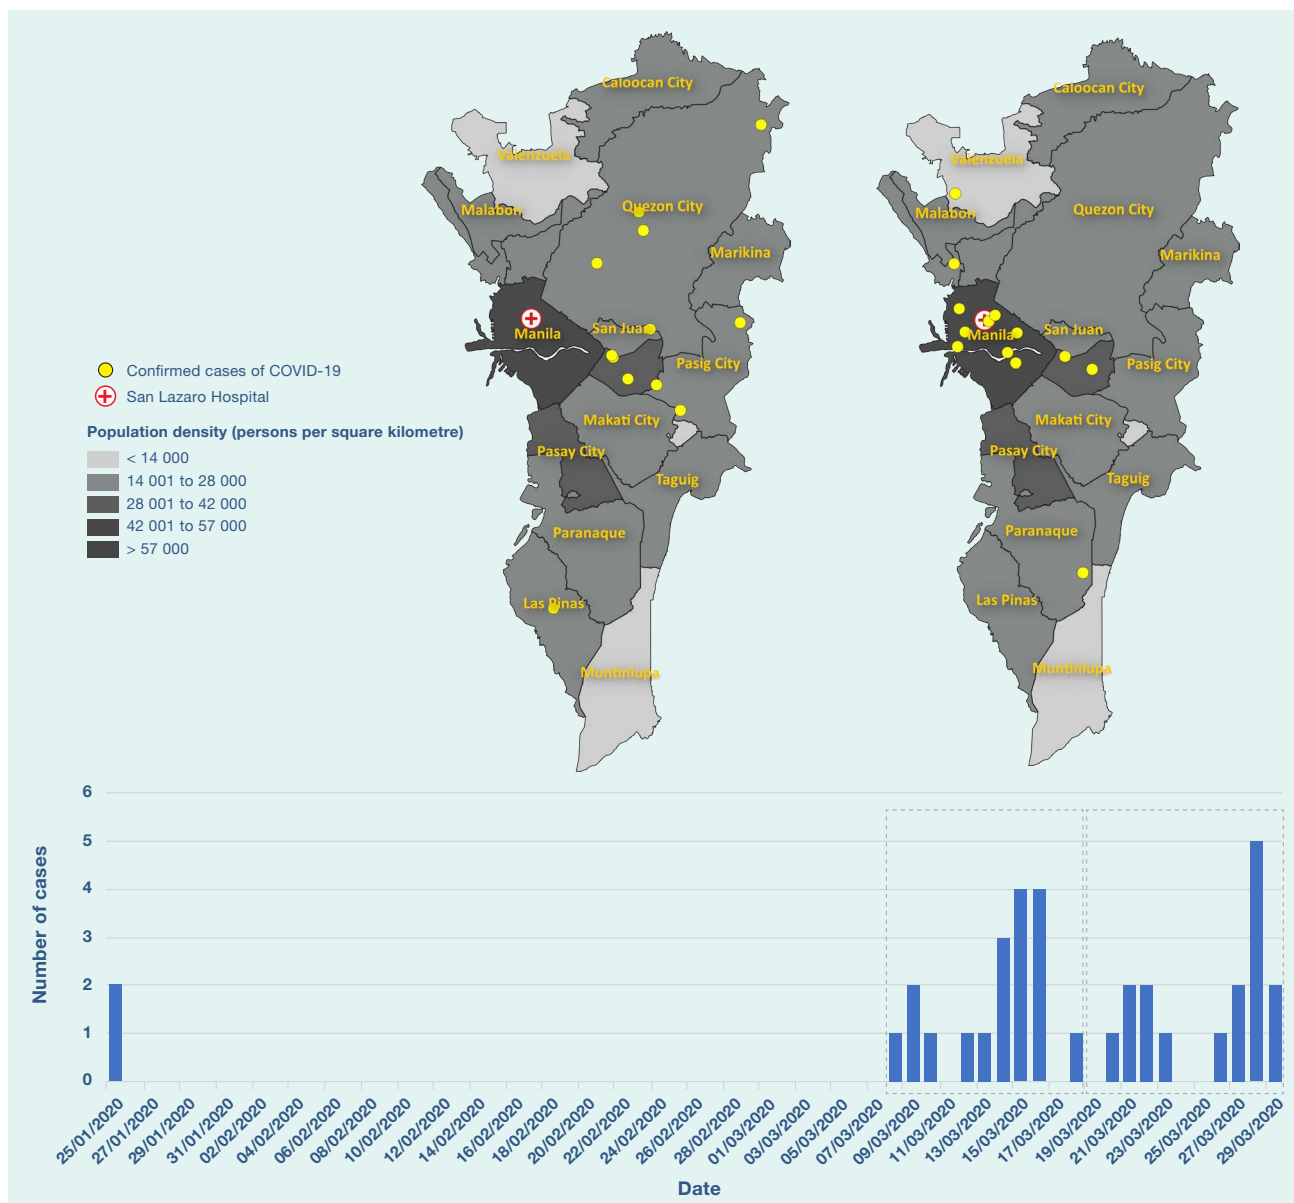 Caloocan City
Valenzuela
Malabon
Quezon City
Marikina
Manila
San Juan
Pasig City
Makati City
Pasay City
Taguig
Paranaque
Las Pinas
Muntinlupa
Caloocan City
Valenzuela
Malabon
Quezon City
Marikina
Manila
San Juan
Pasig City
Makati City
Pasay City
Taguig
Paranaque
Las Pinas
Muntinlupa
Confirmed cases of COVID-19
San Lazaro Hospital
Population density (persons per square kilometre)
< 14 000
14 001 to 28 000
28 001 to 42 000
42 001 to 57 000
> 57 000
Number of cases
6
5
4
3
2
1
0
25/01/2020
27/01/2020
29/01/2020
31/01/2020
02/02/2020
04/02/2020
06/02/2020
08/02/2020
10/02/2020
12/02/2020
14/02/2020
16/02/2020
18/02/2020
20/02/2020
22/02/2020
24/02/2020
26/02/2020
28/02/2020
01/03/2020
03/03/2020
05/03/2020
07/03/2020
09/03/2020
11/03/2020
13/03/2020
15/03/2020
17/03/2020
19/03/2020
21/03/2020
23/03/2020
25/03/2020
27/03/2020
29/03/2020
Date